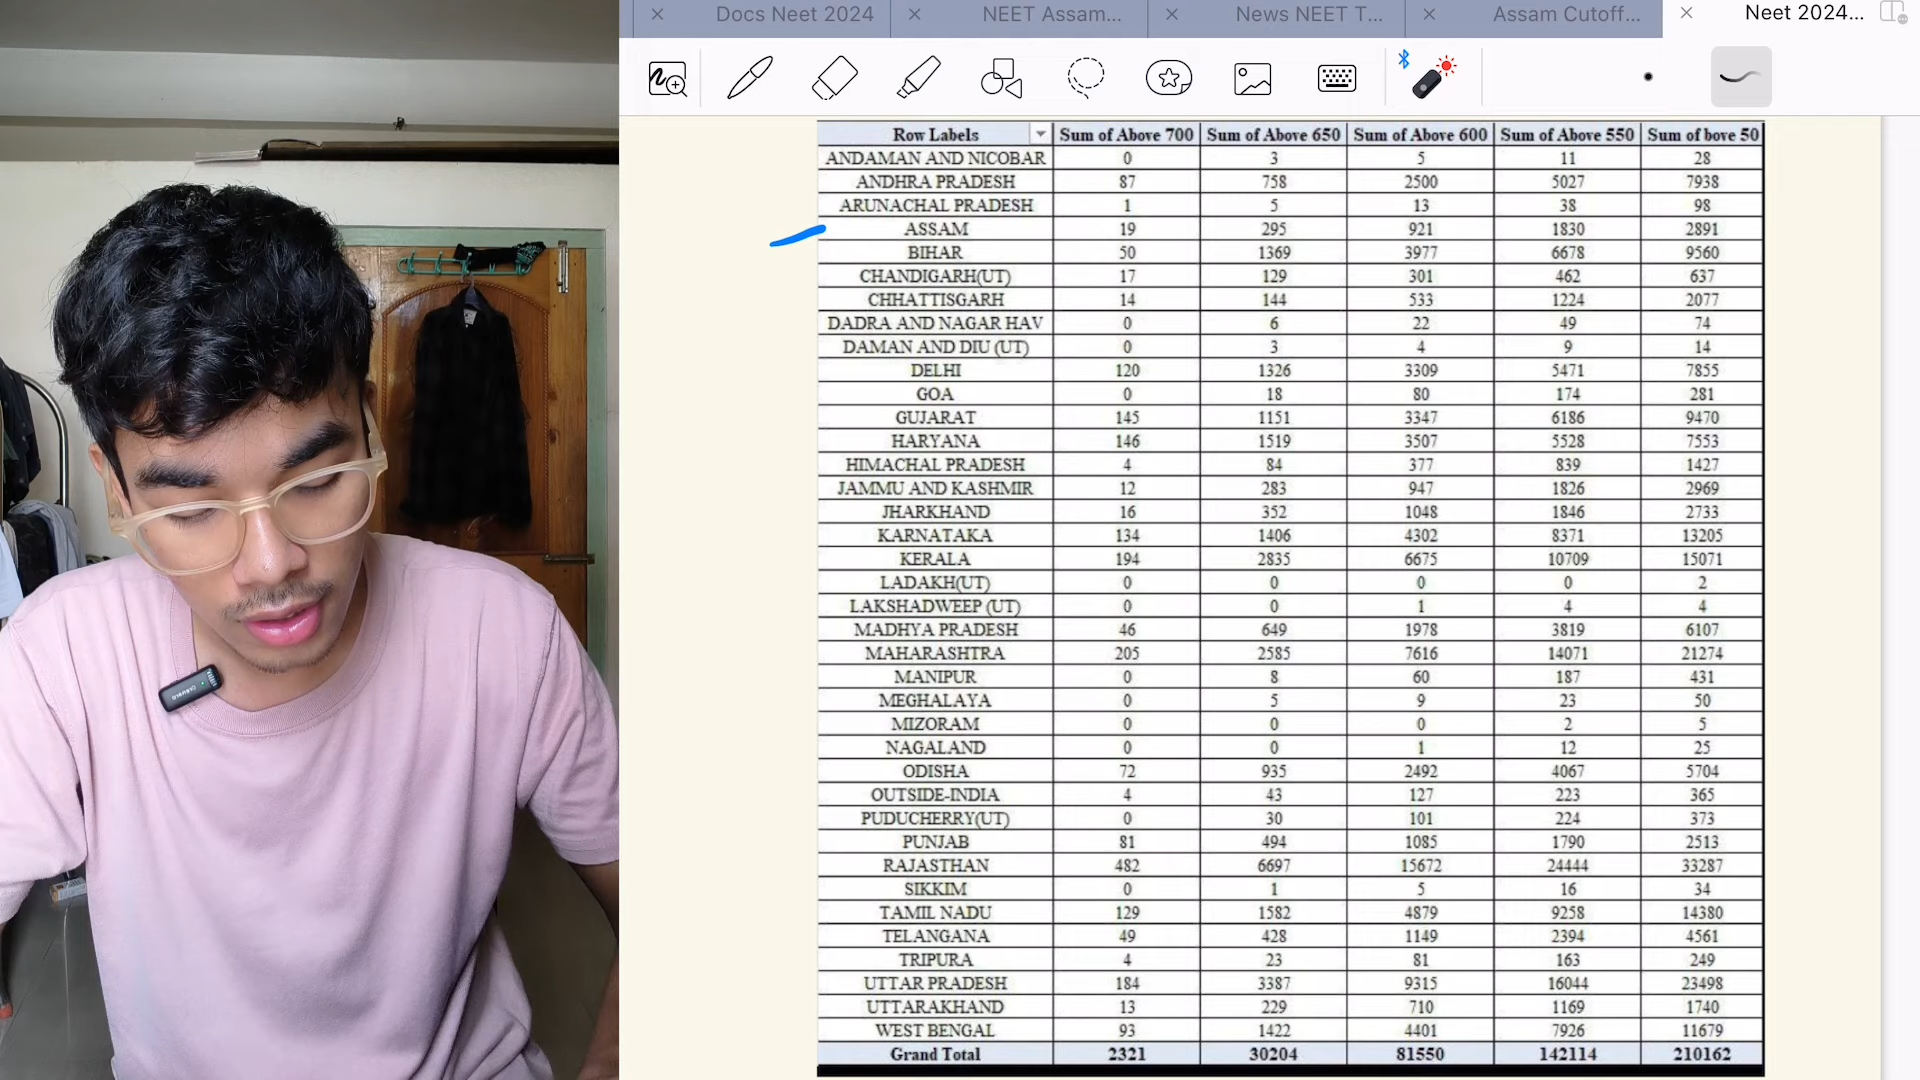 Docs Neet 2024 NEET Assam... News NEET T... Assam Cutoff... Neet 2024...
Row Labels Sum of Above 700 Sum of Above 650 Sum of Above 600 Sum of Above 550 Sum of bove 50
ANDAMAN AND NICOBAR 0 3 5 11 28
ANDHRA PRADESH 87 758 2500 5027 7938
ARUNACHAL PRADESH 1 5 13 38 98
ASSAM 19 295 921 1830 2891
BIHAR 50 1369 3977 6678 9560
CHANDIGARH(UT) 17 129 301 462 637
CHHATTISGARH 14 144 533 1224 2077
DADRA AND NAGAR HAV 0 6 22 49 74
DAMAN AND DIU (UT) 0 3 4 9 14
DELHI 120 1326 3309 5471 7855
GOA 0 18 80 174 281
GUJARAT 145 1151 3347 6186 9470
HARYANA 146 1519 3507 5528 7553
HIMACHAL PRADESH 4 84 377 839 1427
JAMMU AND KASHMIR 12 283 947 1826 2969
JHARKHAND 16 352 1048 1846 2733
KARNATAKA 134 1406 4302 8371 13205
KERALA 194 2835 6675 10709 15071
LADAKH(UT) 0 0 0 0 2
LAKSHADWEEP (UT) 0 0 1 4 4
MADHYA PRADESH 46 649 1978 3819 6107
MAHARASHTRA 205 2585 7616 14071 21274
MANIPUR 0 8 60 187 431
MEGHALAYA 0 5 9 23 50
MIZORAM 0 0 0 2 5
NAGALAND 0 0 1 12 25
ODISHA 72 935 2492 4067 5704
OUTSIDE-INDIA 4 43 127 223 365
PUDUCHERRY(UT) 0 30 101 224 373
PUNJAB 81 494 1085 1790 2513
RAJASTHAN 482 6697 15672 24444 33287
SIKKIM 0 1 5 16 34
TAMIL NADU 129 1582 4879 9258 14380
TELANGANA 49 428 1149 2394 4561
TRIPURA 4 23 81 163 249
UTTAR PRADESH 184 3387 9315 16044 23498
UTTARAKHAND 13 229 710 1169 1740
WEST BENGAL 93 1422 4401 7926 11679
Grand Total 2321 30204 81550 142114 210162